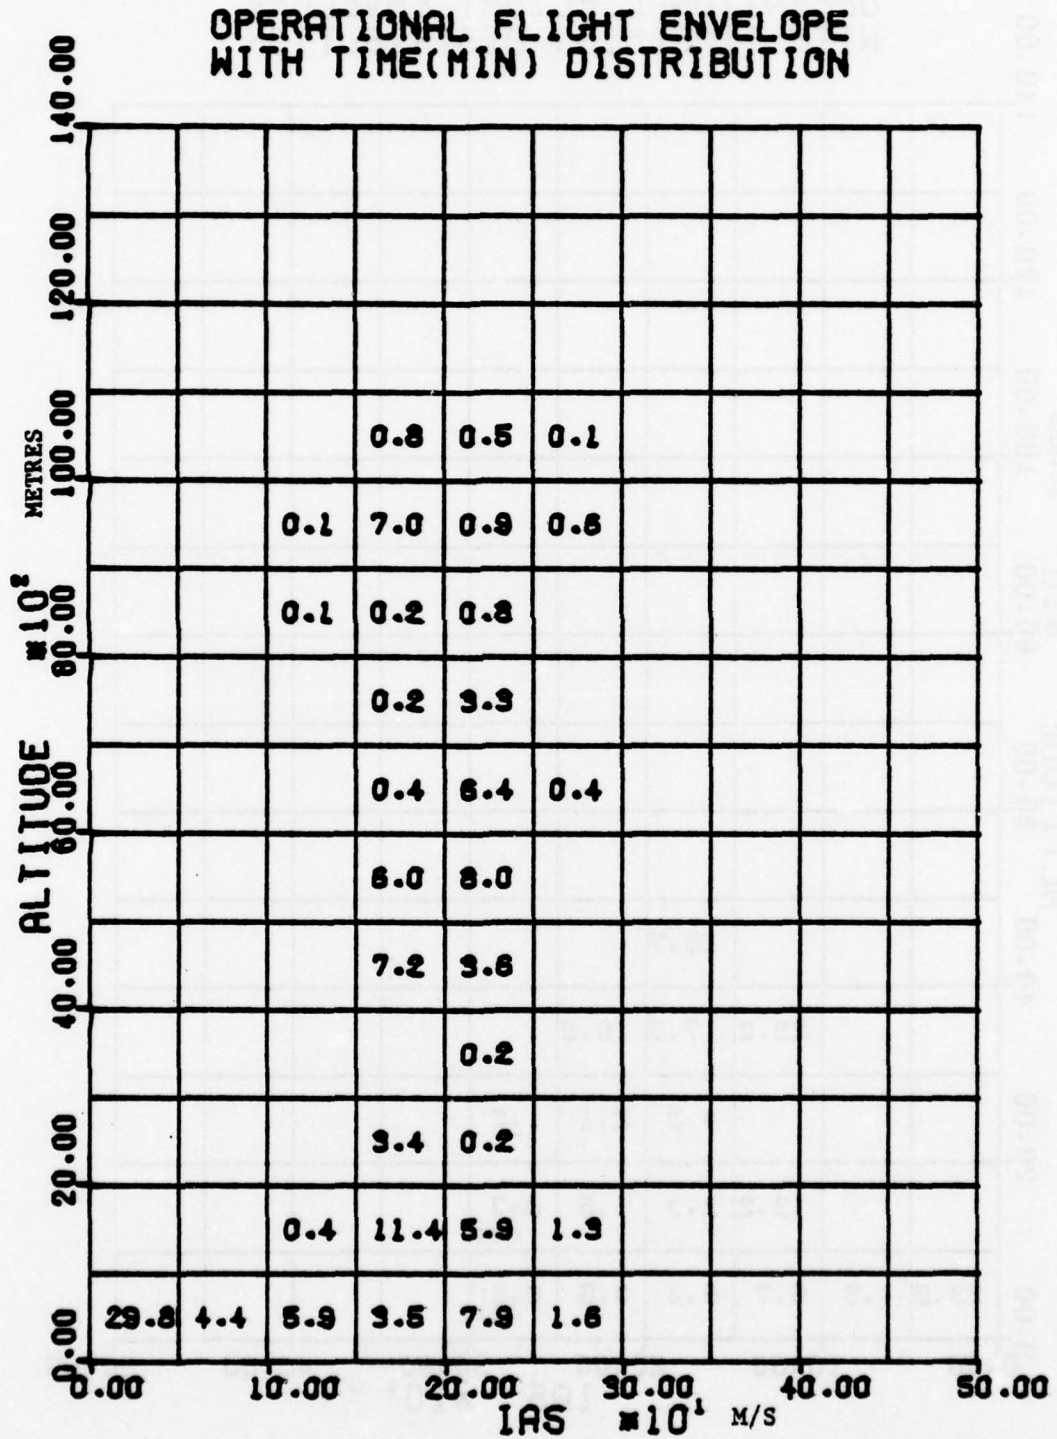 OPERATIONAL FLIGHT ENVELOPE
WITH TIME(MIN) DISTRIBUTION
140.00
120.00
100.00
80.00
60.00
40.00
20.00
0.00
ALTITUDE ×10² METRES
0.8 0.5 0.1
0.1 7.0 0.9
0.1 0.2 0.8
0.2 3.3
0.4 6.4 0.4
6.0 8.0
7.2 3.6
0.2
3.4 0.2
0.4 11.4 5.9 1.3
29.8 4.4 5.9 3.5 7.9 1.6
0.00 10.00 20.00 30.00 40.00 50.00
IAS ×10¹ M/S